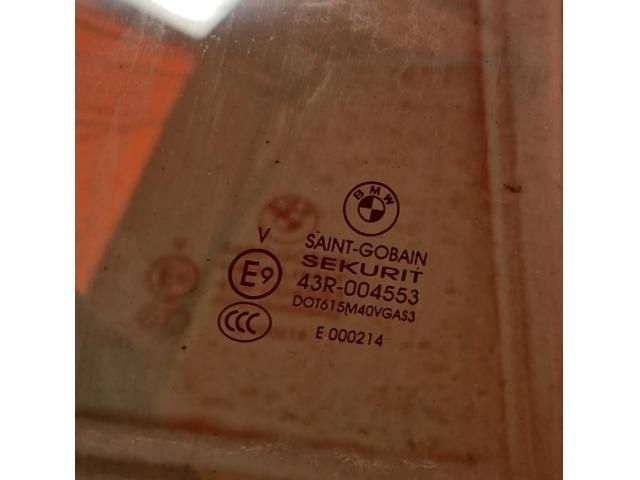 BMW
V
SAINT-GOBAIN
SEKURIT
E9
43R-004553
DOT615M40VGAS3
CCC
E 000214